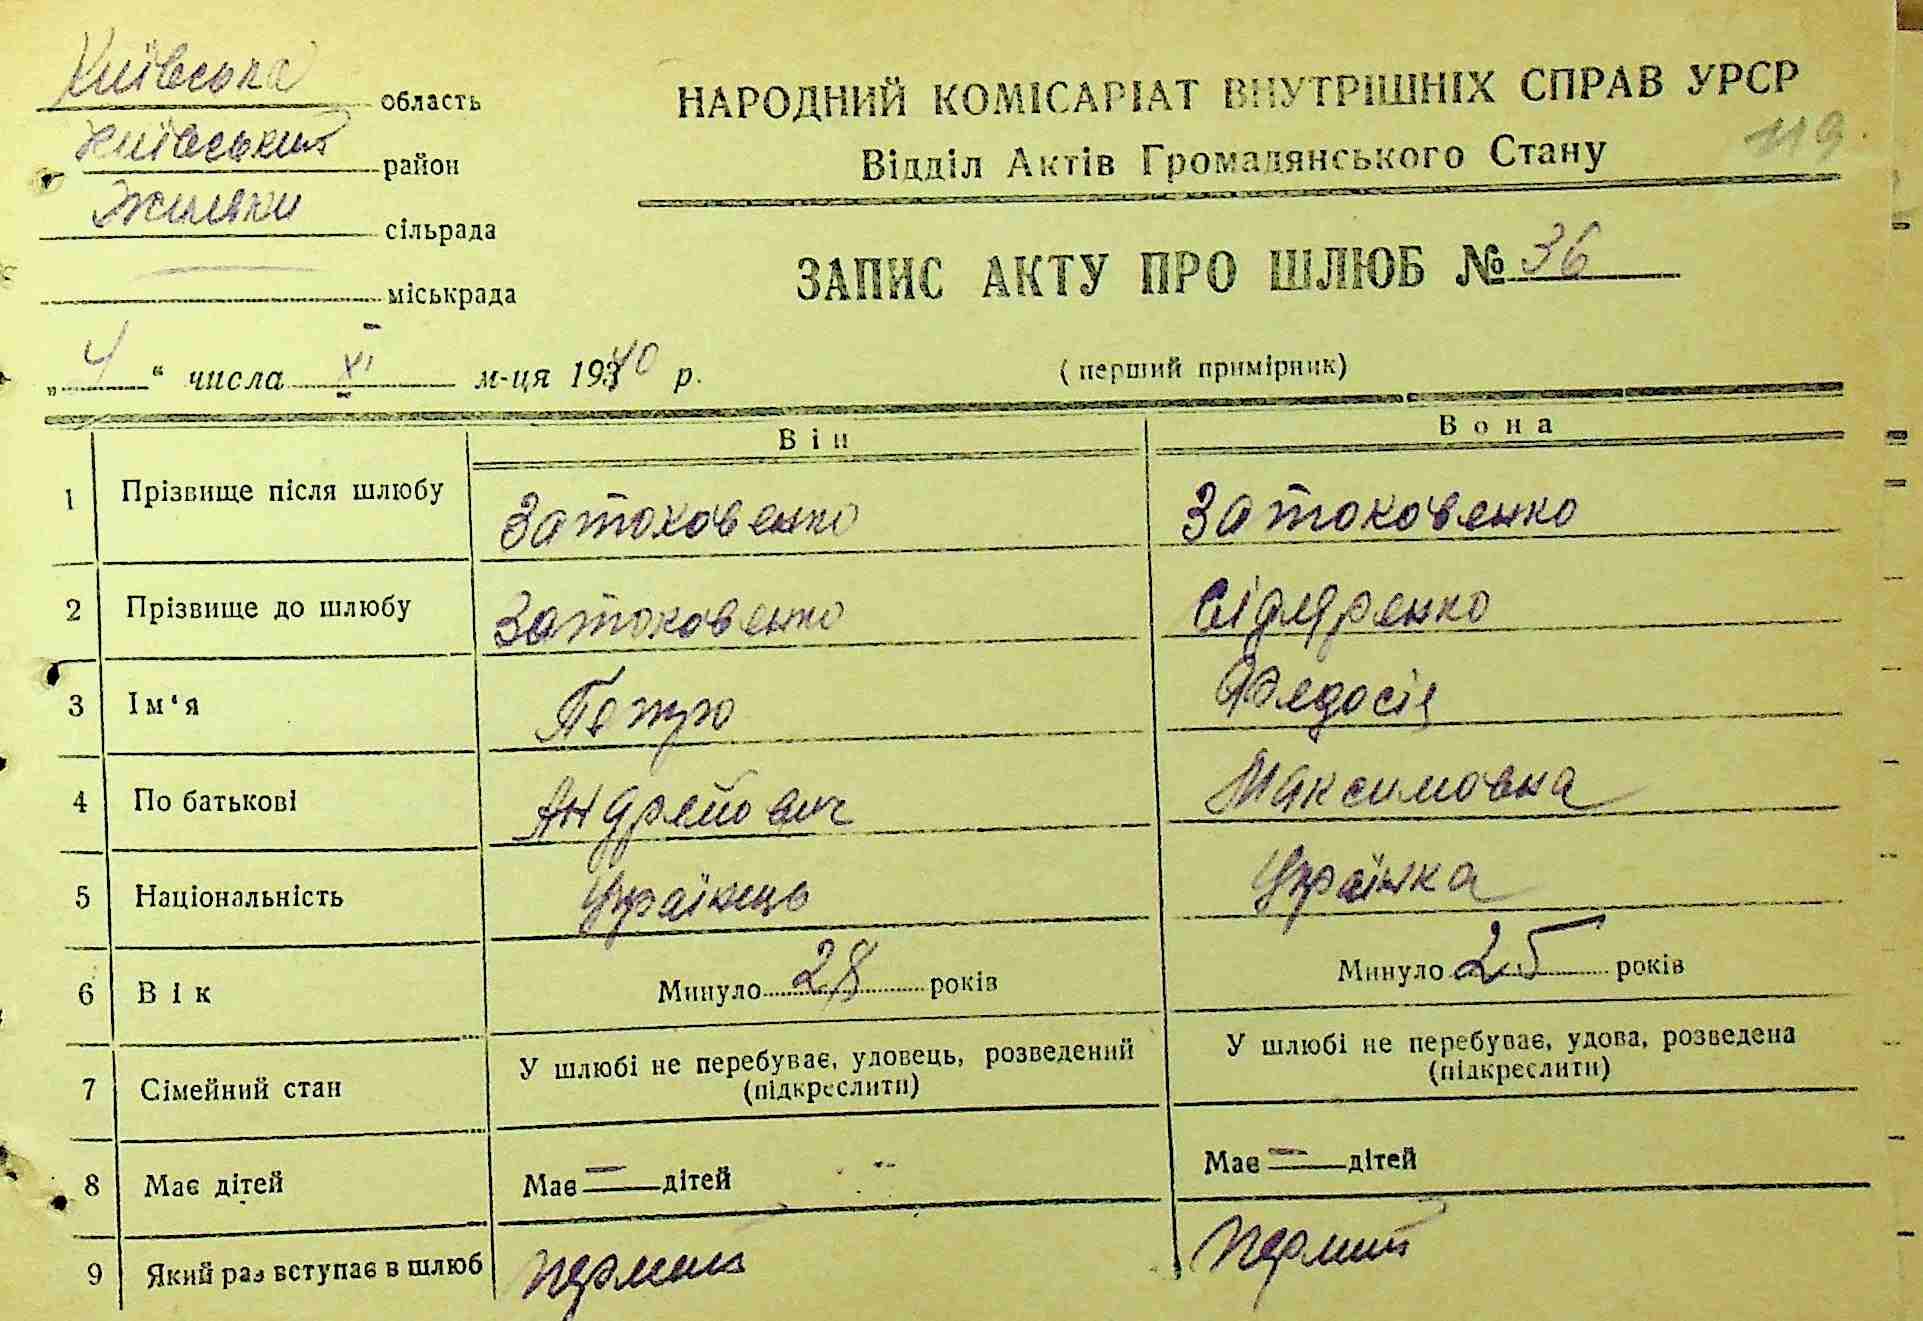 Київська область
Київський район
Жиляни сільрада
міськрада
НАРОДНИЙ КОМІСАРІАТ ВНУТРІШНІХ СПРАВ УРСР
Відділ Актів Громадянського Стану
119
ЗАПИС АКТУ ПРО ШЛЮБ № 36
„4“ числа XI м-ця 1940 р.
(перший примірник)
Він Вона
1 Прізвище після шлюбу Затоковенко Затоковенко
2 Прізвище до шлюбу Затоковенко Сідяренко
3 Ім‘я Петро Федосія
4 По батькові Андрейович Максимовна
5 Національність Українець Українка
6 Вік Минуло 28 років Минуло 25 років
7 Сімейний стан У шлюбі не перебуває, удовець, розведений (підкреслити) У шлюбі не перебуває, удова, розведена (підкреслити)
8 Має дітей Має — дітей Має — дітей
9 Який раз вступає в шлюб перший перший